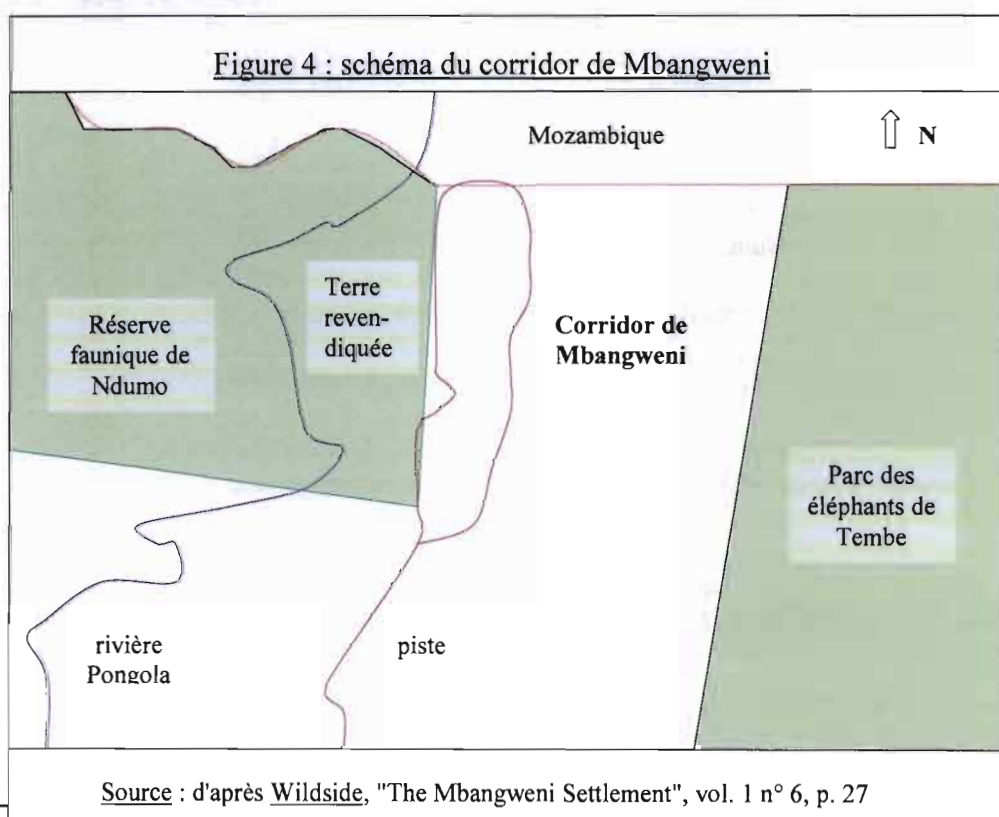 Figure 4 : schéma du corridor de Mbangweni
Mozambique
N
Terre
reven-
diquée
Réserve
faunique de
Ndumo
Corridor de
Mbangweni
Parc des
éléphants de
Tembe
rivière
Pongola
piste
Source : d'après Wildside, "The Mbangweni Settlement", vol. 1 n° 6, p. 27